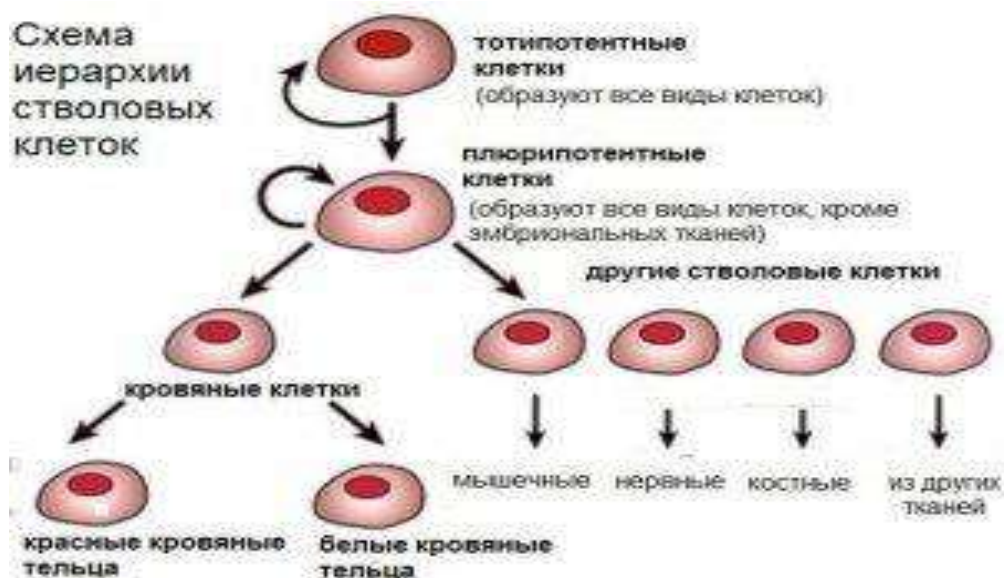 Схема
иерархии
стволовых
клеток
тотипотентные
клетки
(образуют все виды клеток)
плюрипотентные
клетки
(образуют все виды клеток, кроме
эмбриональных тканей)
другие стволовые клетки
кровяные клетки
мышечные
нервные
костные
из других
тканей
красные кровяные
тельца
белые кровяные
тельца